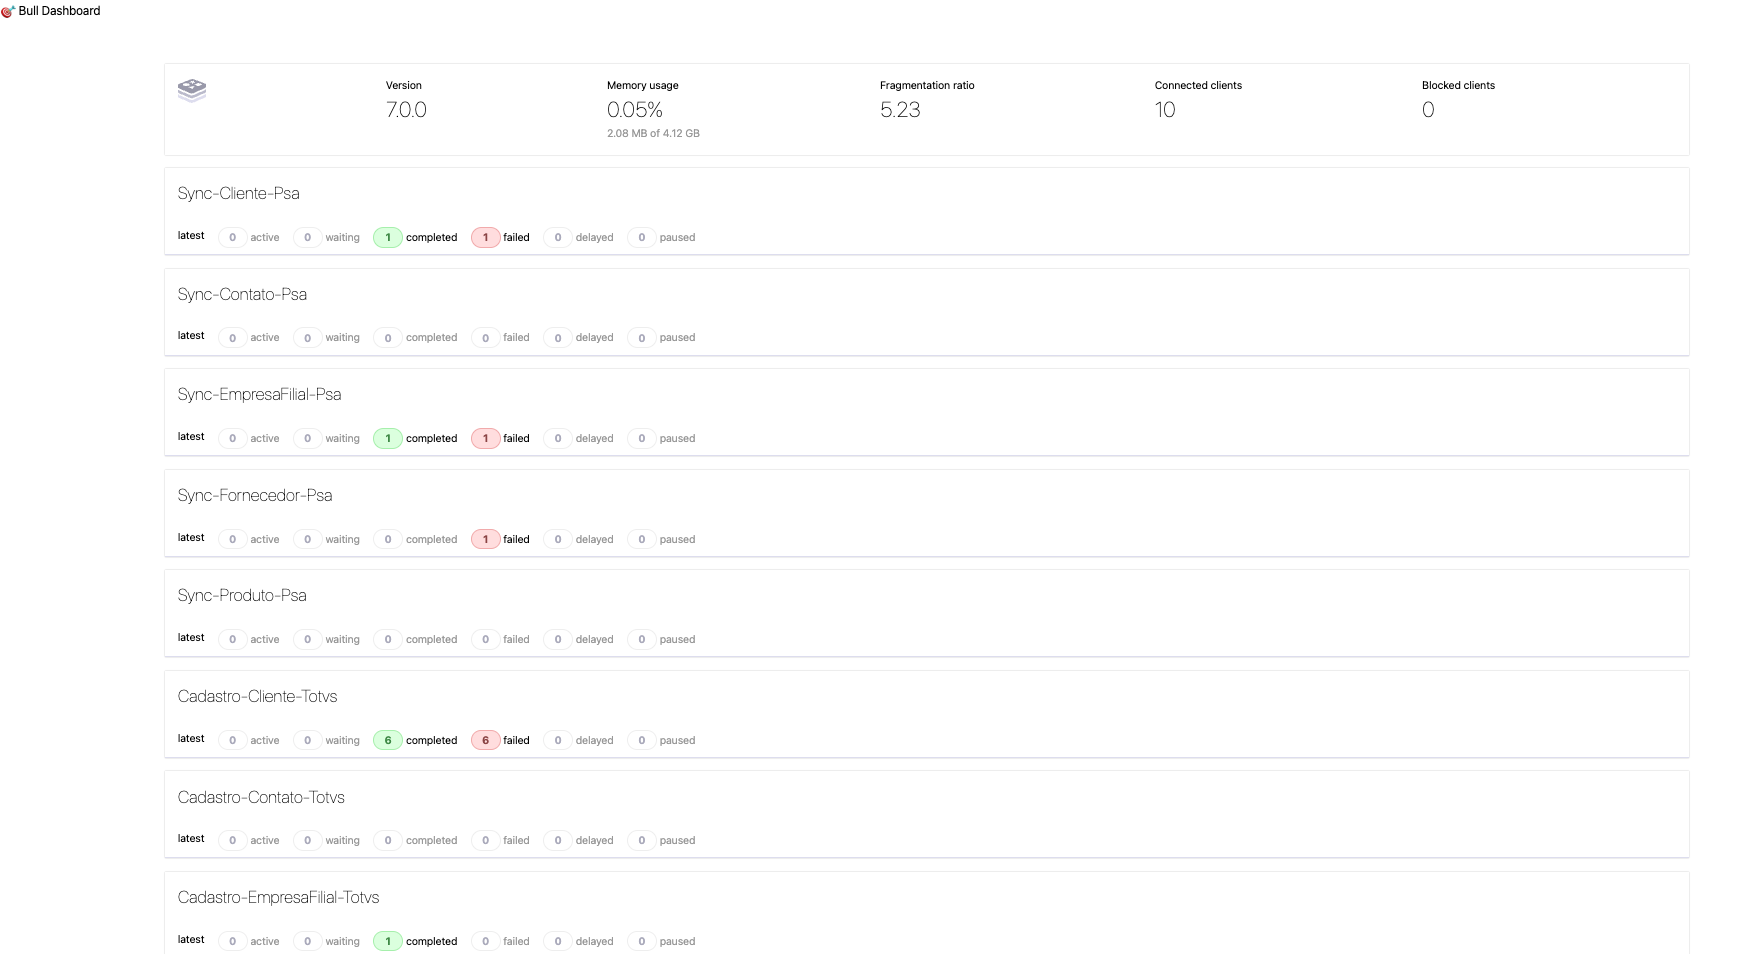 Bull Dashboard
Version
7.0.0
Memory usage
0.05%
2.08 MB of 4.12 GB
Fragmentation ratio
5.23
Connected clients
10
Blocked clients
0
Sync-Cliente-Psa
latest 0 active 0 waiting 1 completed 1 failed 0 delayed 0 paused
Sync-Contato-Psa
latest 0 active 0 waiting 0 completed 0 failed 0 delayed 0 paused
Sync-EmpresaFilial-Psa
latest 0 active 0 waiting 1 completed 1 failed 0 delayed 0 paused
Sync-Fornecedor-Psa
latest 0 active 0 waiting 0 completed 1 failed 0 delayed 0 paused
Sync-Produto-Psa
latest 0 active 0 waiting 0 completed 0 failed 0 delayed 0 paused
Cadastro-Cliente-Totvs
latest 0 active 0 waiting 6 completed 6 failed 0 delayed 0 paused
Cadastro-Contato-Totvs
latest 0 active 0 waiting 0 completed 0 failed 0 delayed 0 paused
Cadastro-EmpresaFilial-Totvs
latest 0 active 0 waiting 1 completed 0 failed 0 delayed 0 paused